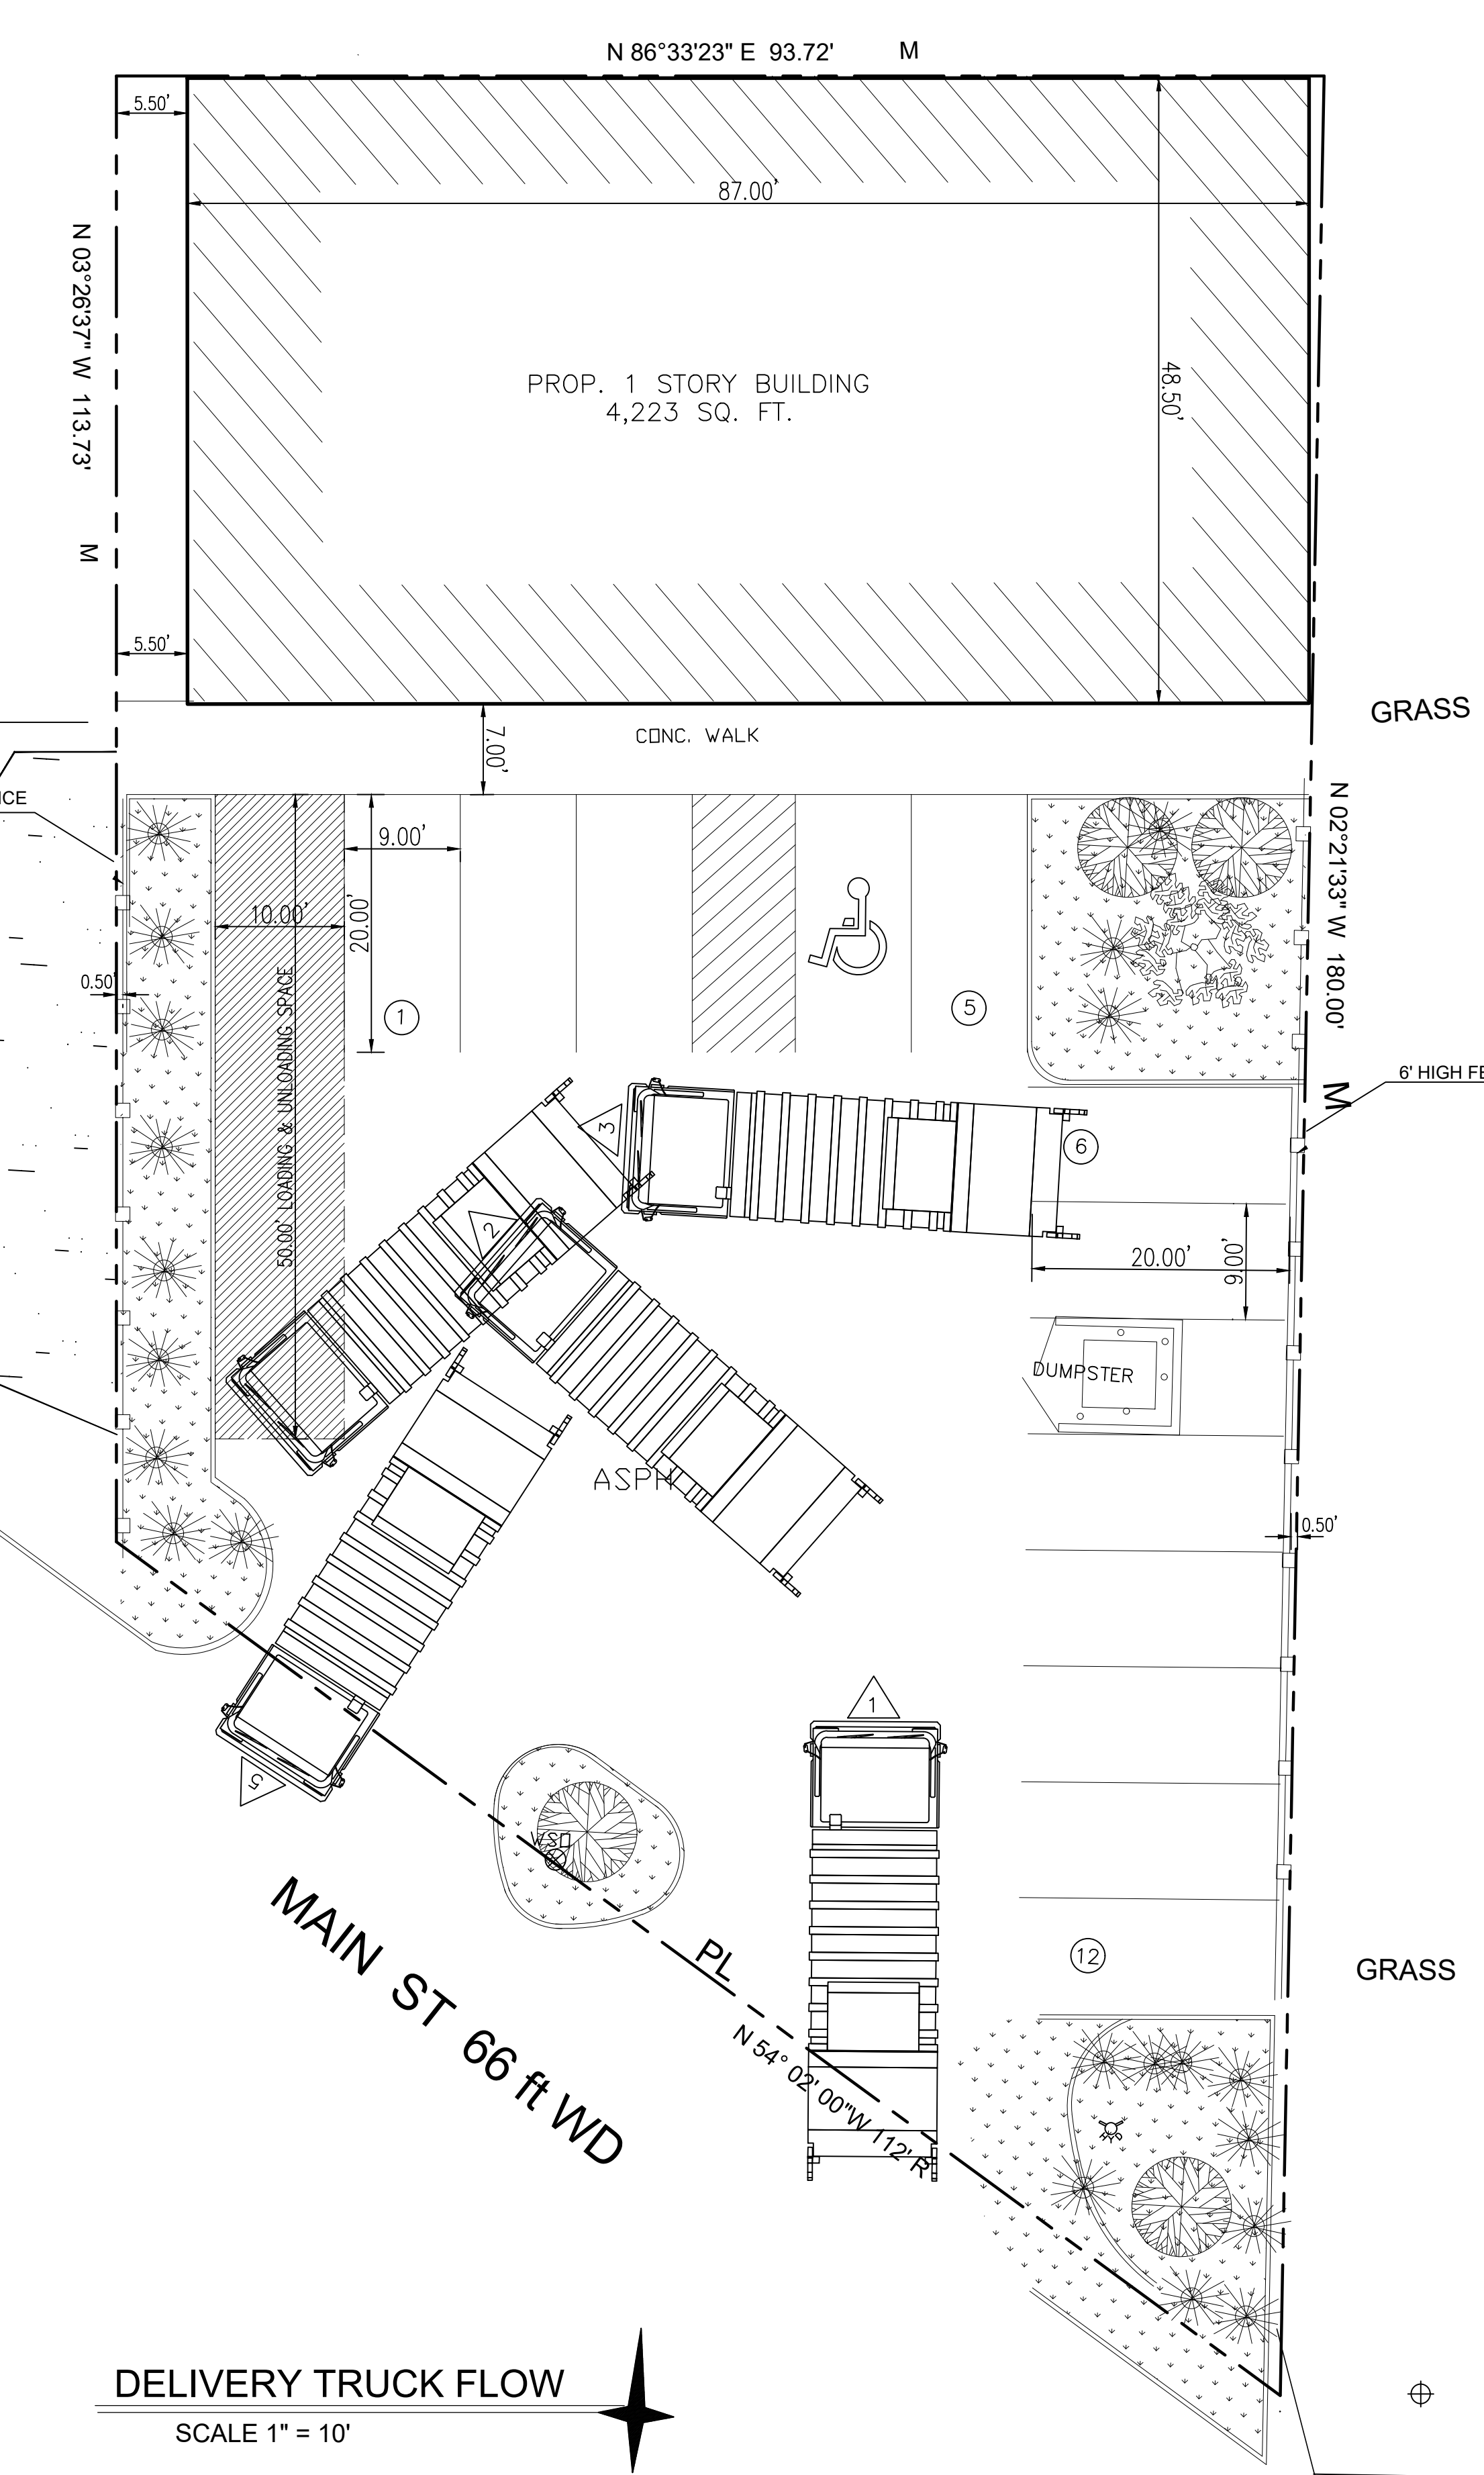 N 86°33'23" E 93.72' M
5.50'
87.00'
N 03°26'37" W 113.73' M
PROP. 1 STORY BUILDING
4,223 SQ. FT.
48.50'
5.50'
GRASS
7.00'
CONC. WALK
ICE
N 02°21'33" W 180.00' M
9.00'
10.00'
20.00'
0.50'
50.00' LOADING & UNLOADING SPACE
1
5
6' HIGH FE
3
6
2
20.00'
9.00'
DUMPSTER
ASPH
0.50'
1
5
WSO
PL
12
GRASS
N 54° 02' 00"W 112' R
MAIN ST 66 ft WD
DELIVERY TRUCK FLOW
SCALE 1" = 10'